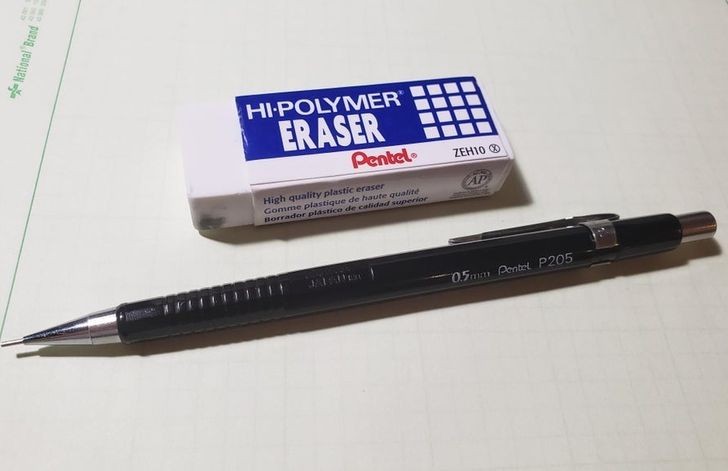 National® Brand
HI·POLYMER®
ERASER
Pentel®
ZEH10 Ⓧ
High quality plastic eraser
Gomme plastique de haute qualité
Borrador plástico de calidad superior
AP
JAPAN
0.5mm Pentel P205